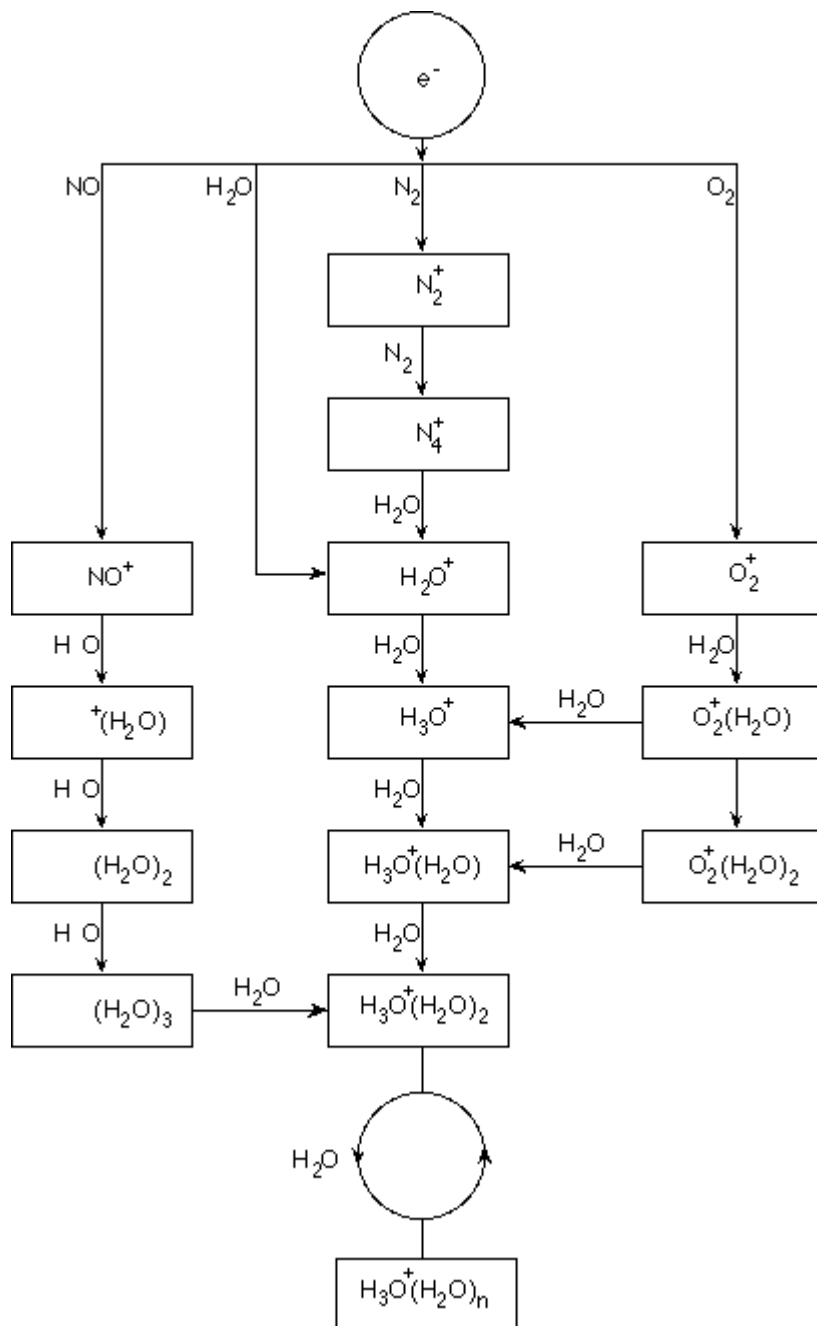 e⁻
NO H₂O N₂ O₂
N₂⁺
N₂
N₄⁺
H₂O
NO⁺ H₂O⁺ O₂⁺
H O H₂O H₂O
⁺(H₂O) H₃O⁺ H₂O O₂⁺(H₂O)
H O H₂O
(H₂O)₂ H₃O⁺(H₂O) H₂O O₂⁺(H₂O)₂
H O H₂O
(H₂O)₃ H₂O H₃O⁺(H₂O)₂
H₂O
H₃O⁺(H₂O)ₙ